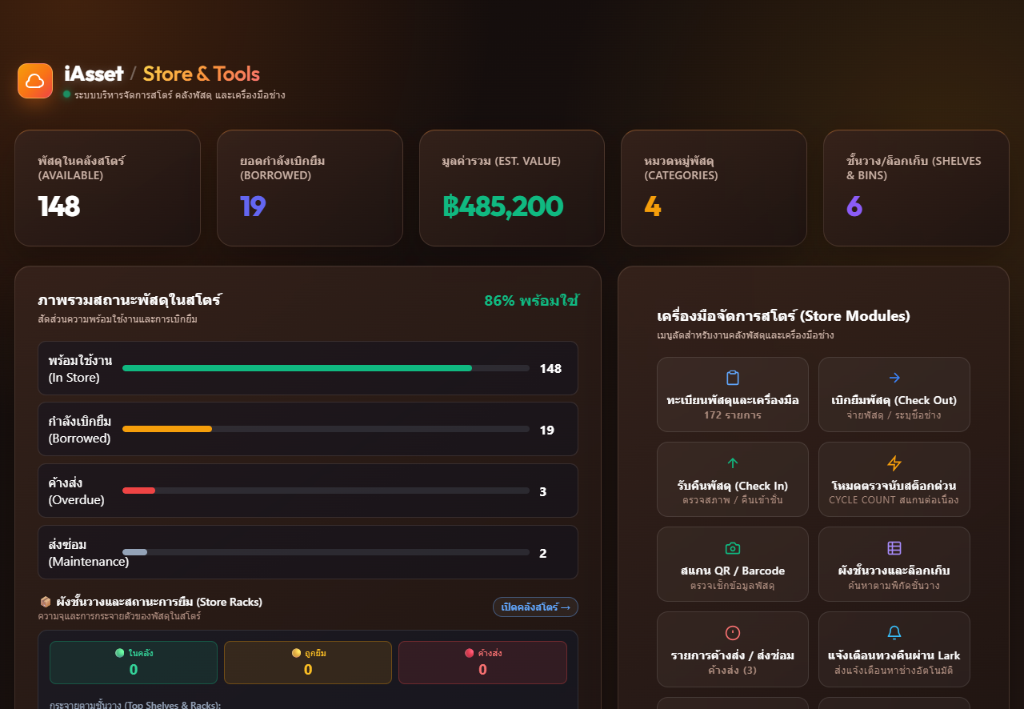 iAsset / Store & Tools
ระบบบริหารจัดการสโตร์ คลังพัสดุ และเครื่องมือช่าง
พัสดุในคลังสโตร์
(AVAILABLE)
148
ยอดกำลังเบิกยืม
(BORROWED)
19
มูลค่ารวม (EST. VALUE)
฿485,200
หมวดหมู่พัสดุ
(CATEGORIES)
4
ชั้นวาง/ล็อกเก็บ (SHELVES
& BINS)
6
ภาพรวมสถานะพัสดุในสโตร์
86% พร้อมใช้
สัดส่วนความพร้อมใช้งานและการเบิกยืม
พร้อมใช้งาน
(In Store)
148
กำลังเบิกยืม
(Borrowed)
19
ค้างส่ง
(Overdue)
3
ส่งซ่อม
(Maintenance)
2
ผังชั้นวางและสถานะการยืม (Store Racks)
ความจุและการกระจายตัวของพัสดุในสโตร์
เปิดคลังสโตร์ →
ในคลัง
0
ถูกยืม
0
ค้างส่ง
0
กระจายตามชั้นวาง (Top Shelves & Racks):
เครื่องมือจัดการสโตร์ (Store Modules)
เมนูลัดสำหรับงานคลังพัสดุและเครื่องมือช่าง
ทะเบียนพัสดุและเครื่องมือ
172 รายการ
เบิกยืมพัสดุ (Check Out)
จ่ายพัสดุ / ระบุชื่อช่าง
รับคืนพัสดุ (Check In)
ตรวจสภาพ / คืนเข้าชั้น
โหมดตรวจนับสต็อกด่วน
CYCLE COUNT สแกนต่อเนื่อง
สแกน QR / Barcode
ตรวจเช็กข้อมูลพัสดุ
ผังชั้นวางและล็อกเก็บ
ค้นหาตามพิกัดชั้นวาง
รายการค้างส่ง / ส่งซ่อม
ค้างส่ง (3)
แจ้งเตือนทวงคืนผ่าน Lark
ส่งแจ้งเตือนหาช่างอัตโนมัติ